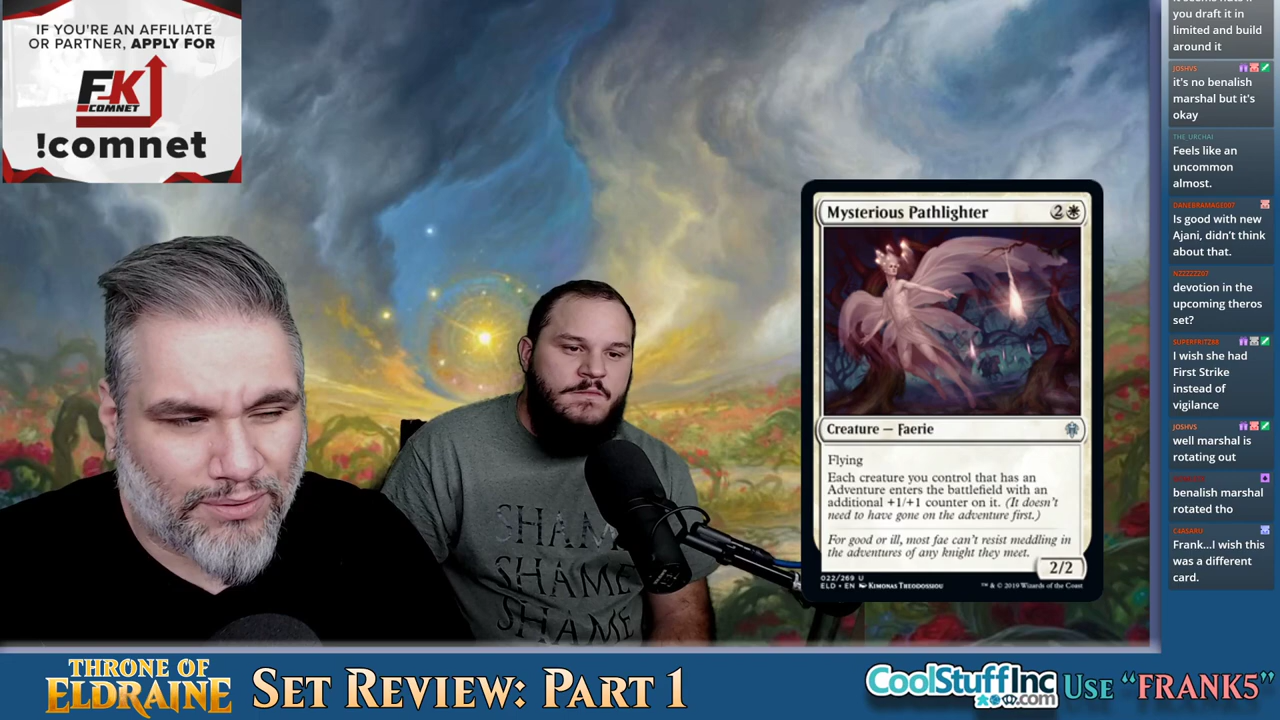 IF YOU'RE AN AFFILIATE
OR PARTNER, APPLY FOR
FK
COMNET
!comnet
Mysterious Pathlighter 2
Creature — Faerie
Flying
Each creature you control that has an
Adventure enters the battlefield with an
additional +1/+1 counter on it. (It doesn't
need to have gone on the adventure first.)
For good or ill, most fae can't resist meddling in
the adventures of any knight they meet.
2/2
022/269 U
ELD • EN KIMONAS THEODOSSIOU
™ & © 2019 Wizards of the Coast
SHAME
SHAME
SHAME
you draft it in
limited and build
around it
JOSHVS
it's no benalish
marshal but it's
okay
THE_URCHAI
Feels like an
uncommon
almost.
DANEBRAMAGE007
Is good with new
Ajani, didn't think
about that.
NZZZZZ207
devotion in the
upcoming theros
set?
SUPERFRITZ88
I wish she had
First Strike
instead of
vigilance
JOSHVS
well marshal is
rotating out
benalish marshal
rotated tho
Frank...I wish this
was a different
card.
THRONE OF
ELDRAINE
SET REVIEW: PART 1
CoolStuffInc
.com
USE "FRANK5"